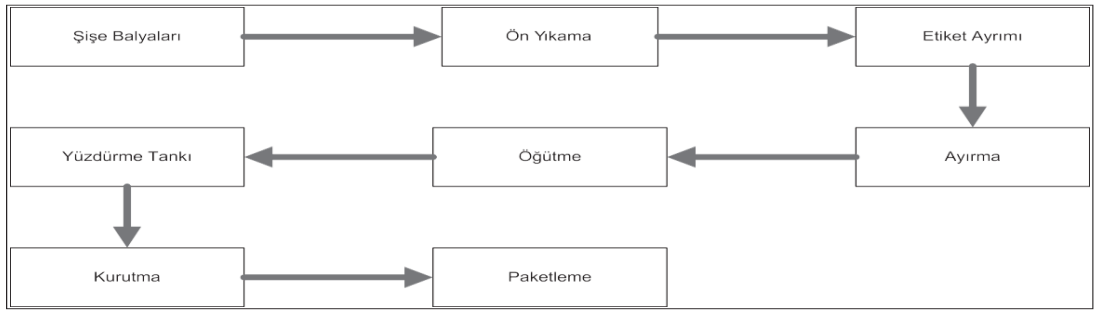 Şişe Balyaları
Ön Yıkama
Etiket Ayrımı
Ayırma
Öğütme
Yüzdürme Tankı
Kurutma
Paketleme